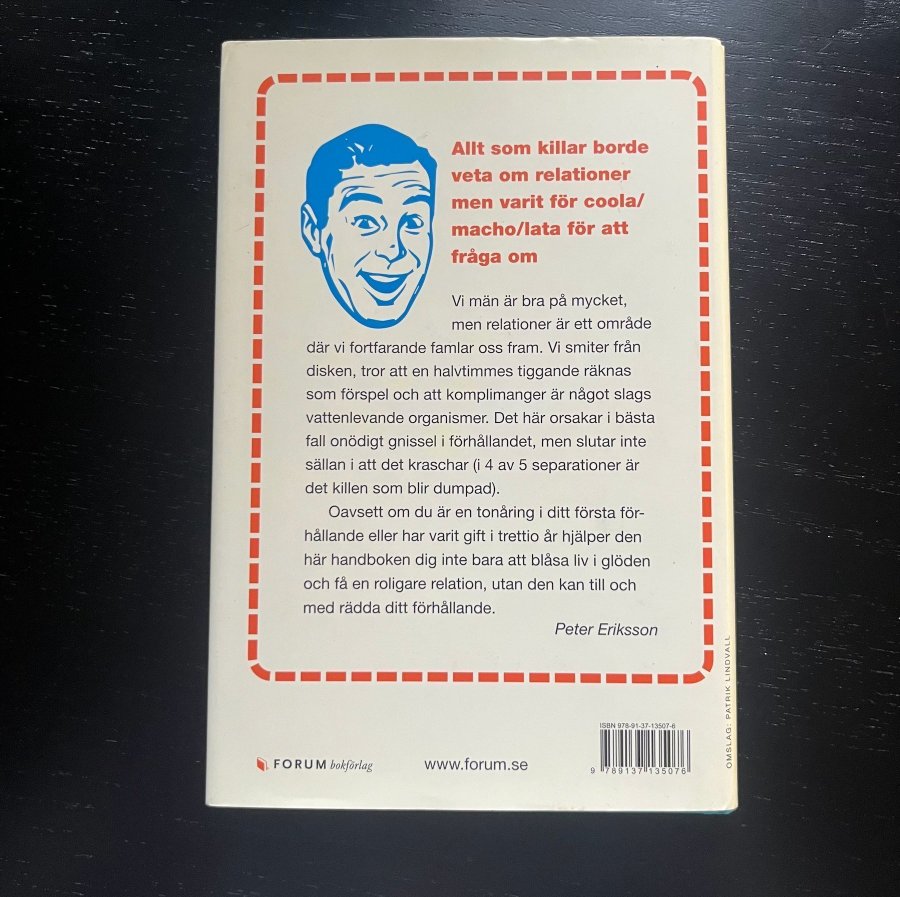 Allt som killar borde
veta om relationer
men varit för coola/
macho/lata för att
fråga om
Vi män är bra på mycket,
men relationer är ett område
där vi fortfarande famlar oss fram. Vi smiter från
disken, tror att en halvtimmes tiggande räknas
som förspel och att komplimanger är något slags
vattenlevande organismer. Det här orsakar i bästa
fall onödigt gnissel i förhållandet, men slutar inte
sällan i att det kraschar (i 4 av 5 separationer är
det killen som blir dumpad).
Oavsett om du är en tonåring i ditt första för-
hållande eller har varit gift i trettio år hjälper den
här handboken dig inte bara att blåsa liv i glöden
och få en roligare relation, utan den kan till och
med rädda ditt förhållande.
Peter Eriksson
OMSLAG: PATRIK LINDVALL
ISBN 978-91-37-13507-6
FORUM bokförlag
www.forum.se
9 789137 135076